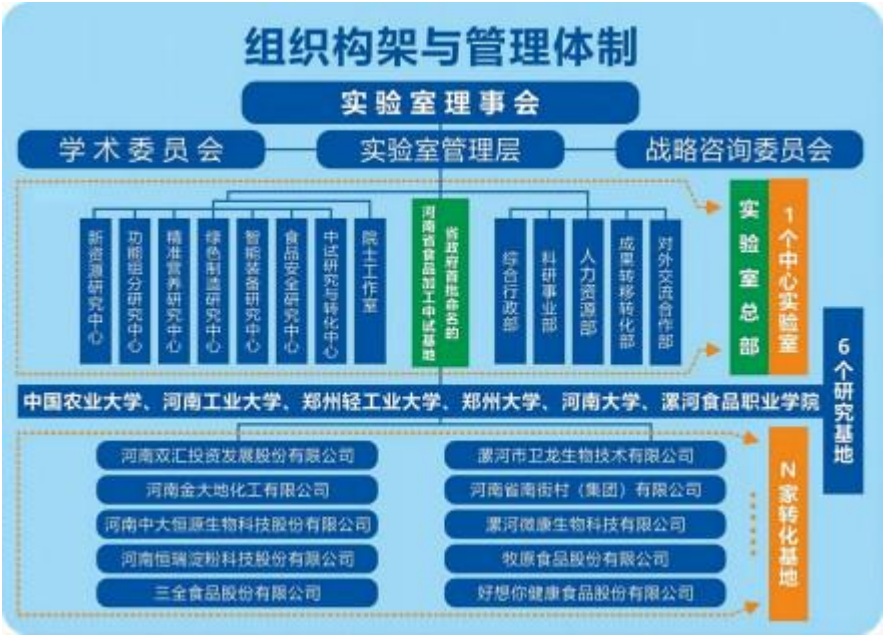 组织构架与管理体制
实验室理事会
学术委员会
实验室管理层
战略咨询委员会
新资源研究中心
功能组分研究中心
精准营养研究中心
绿色制造研究中心
智能装备研究中心
食品安全研究中心
中试研究与转化中心
院士工作室
省政府首批命名的
河南省食品加工中试基地
综合行政部
科研事业部
人力资源部
成果转移转化部
对外交流合作部
实验室总部
1个中心实验室
6个研究基地
中国农业大学、河南工业大学、郑州轻工业大学、郑州大学、河南大学、漯河食品职业学院
河南双汇投资发展股份有限公司
漯河市卫龙生物技术有限公司
河南金大地化工有限公司
河南省南街村（集团）有限公司
河南中大恒源生物科技股份有限公司
漯河微康生物科技有限公司
河南恒瑞淀粉科技股份有限公司
牧原食品股份有限公司
三全食品股份有限公司
好想你健康食品股份有限公司
N家转化基地